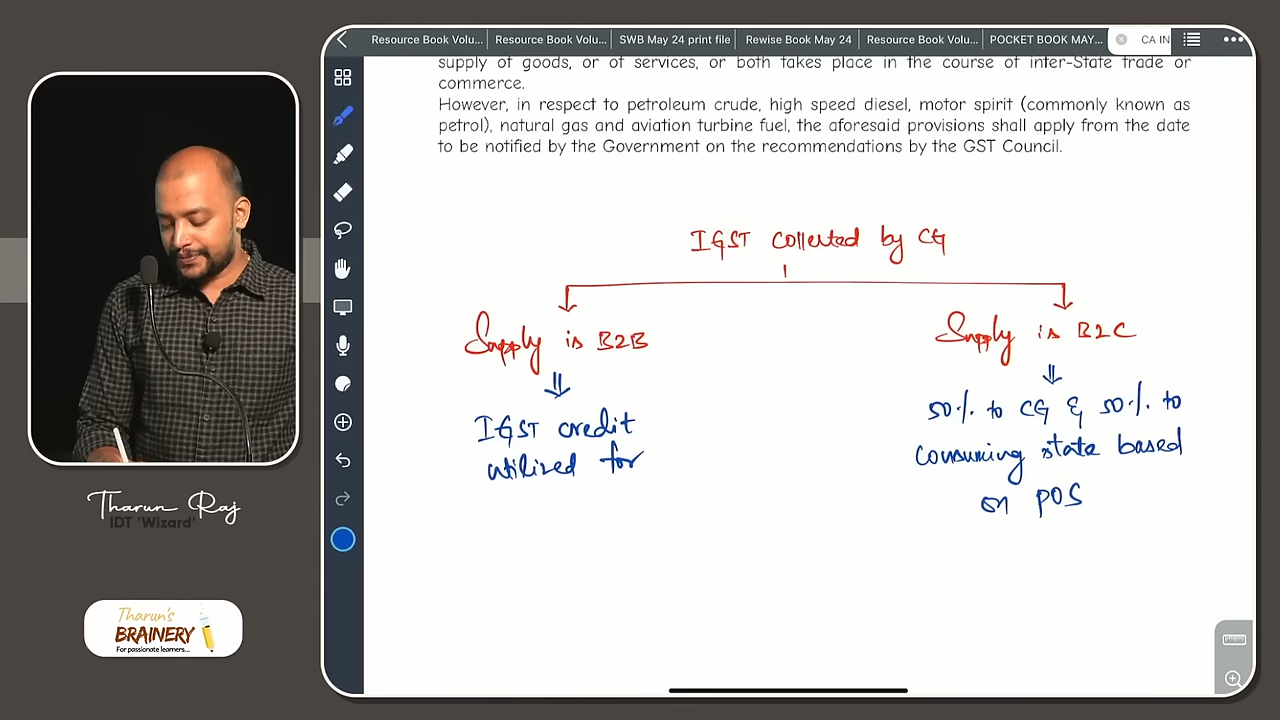 Resource Book Volu... Resource Book Volu... SWB May 24 print file Rewise Book May 24 Resource Book Volu... POCKET BOOK MAY... CA IN
supply of goods, or of services, or both takes place in the course of inter-State trade or
commerce.
However, in respect to petroleum crude, high speed diesel, motor spirit (commonly known as
petrol), natural gas and aviation turbine fuel, the aforesaid provisions shall apply from the date
to be notified by the Government on the recommendations by the GST Council.
IGST collected by CG
Supply is B2B
Supply is B2C
IGST credit
utilized for
50% to CG & 50% to
consuming state based
on POS
Tharun Raj
IDT 'Wizard'
Tharun's
BRAINERY
For passionate learners...